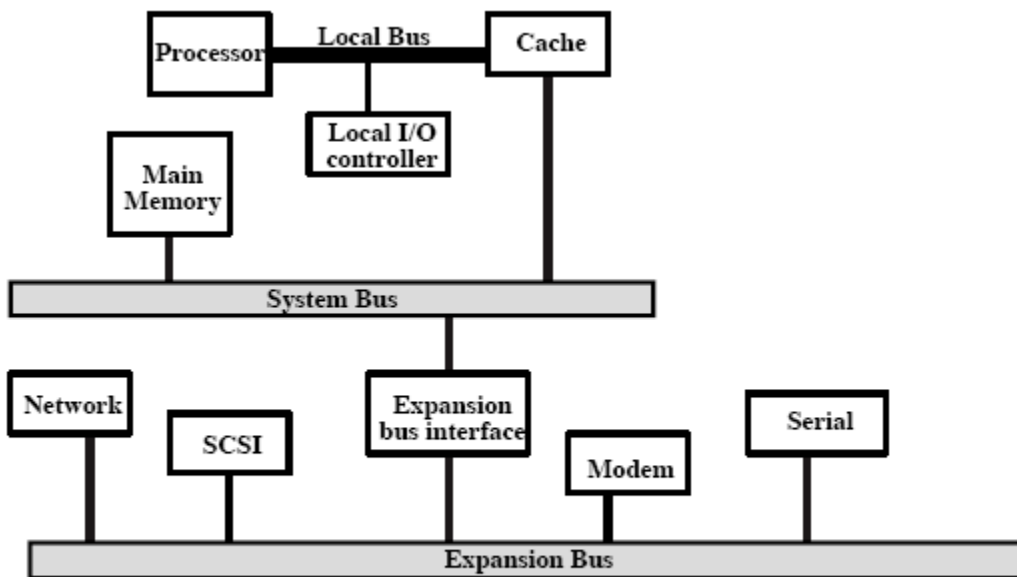 Processor
Local Bus
Cache
Local I/O
controller
Main
Memory
System Bus
Network
SCSI
Expansion
bus interface
Modem
Serial
Expansion Bus